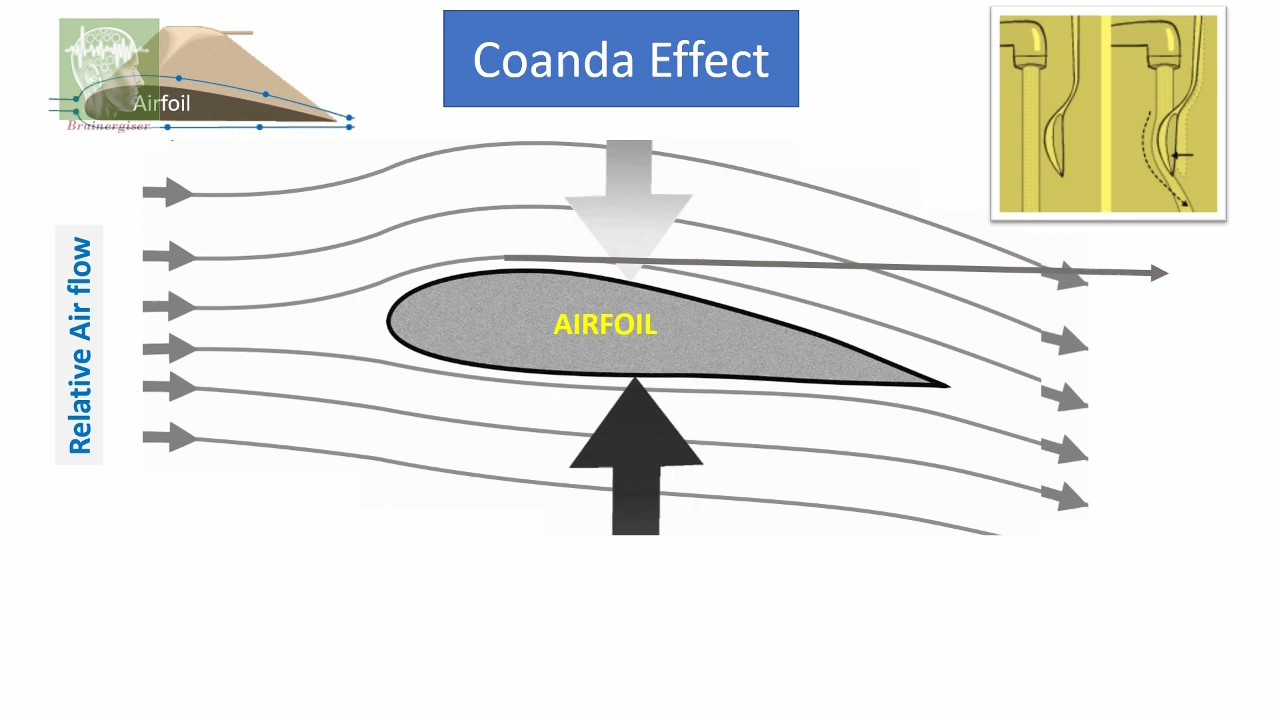 Coanda Effect
Airfoil
Brainergiser
Relative Air flow
AIRFOIL